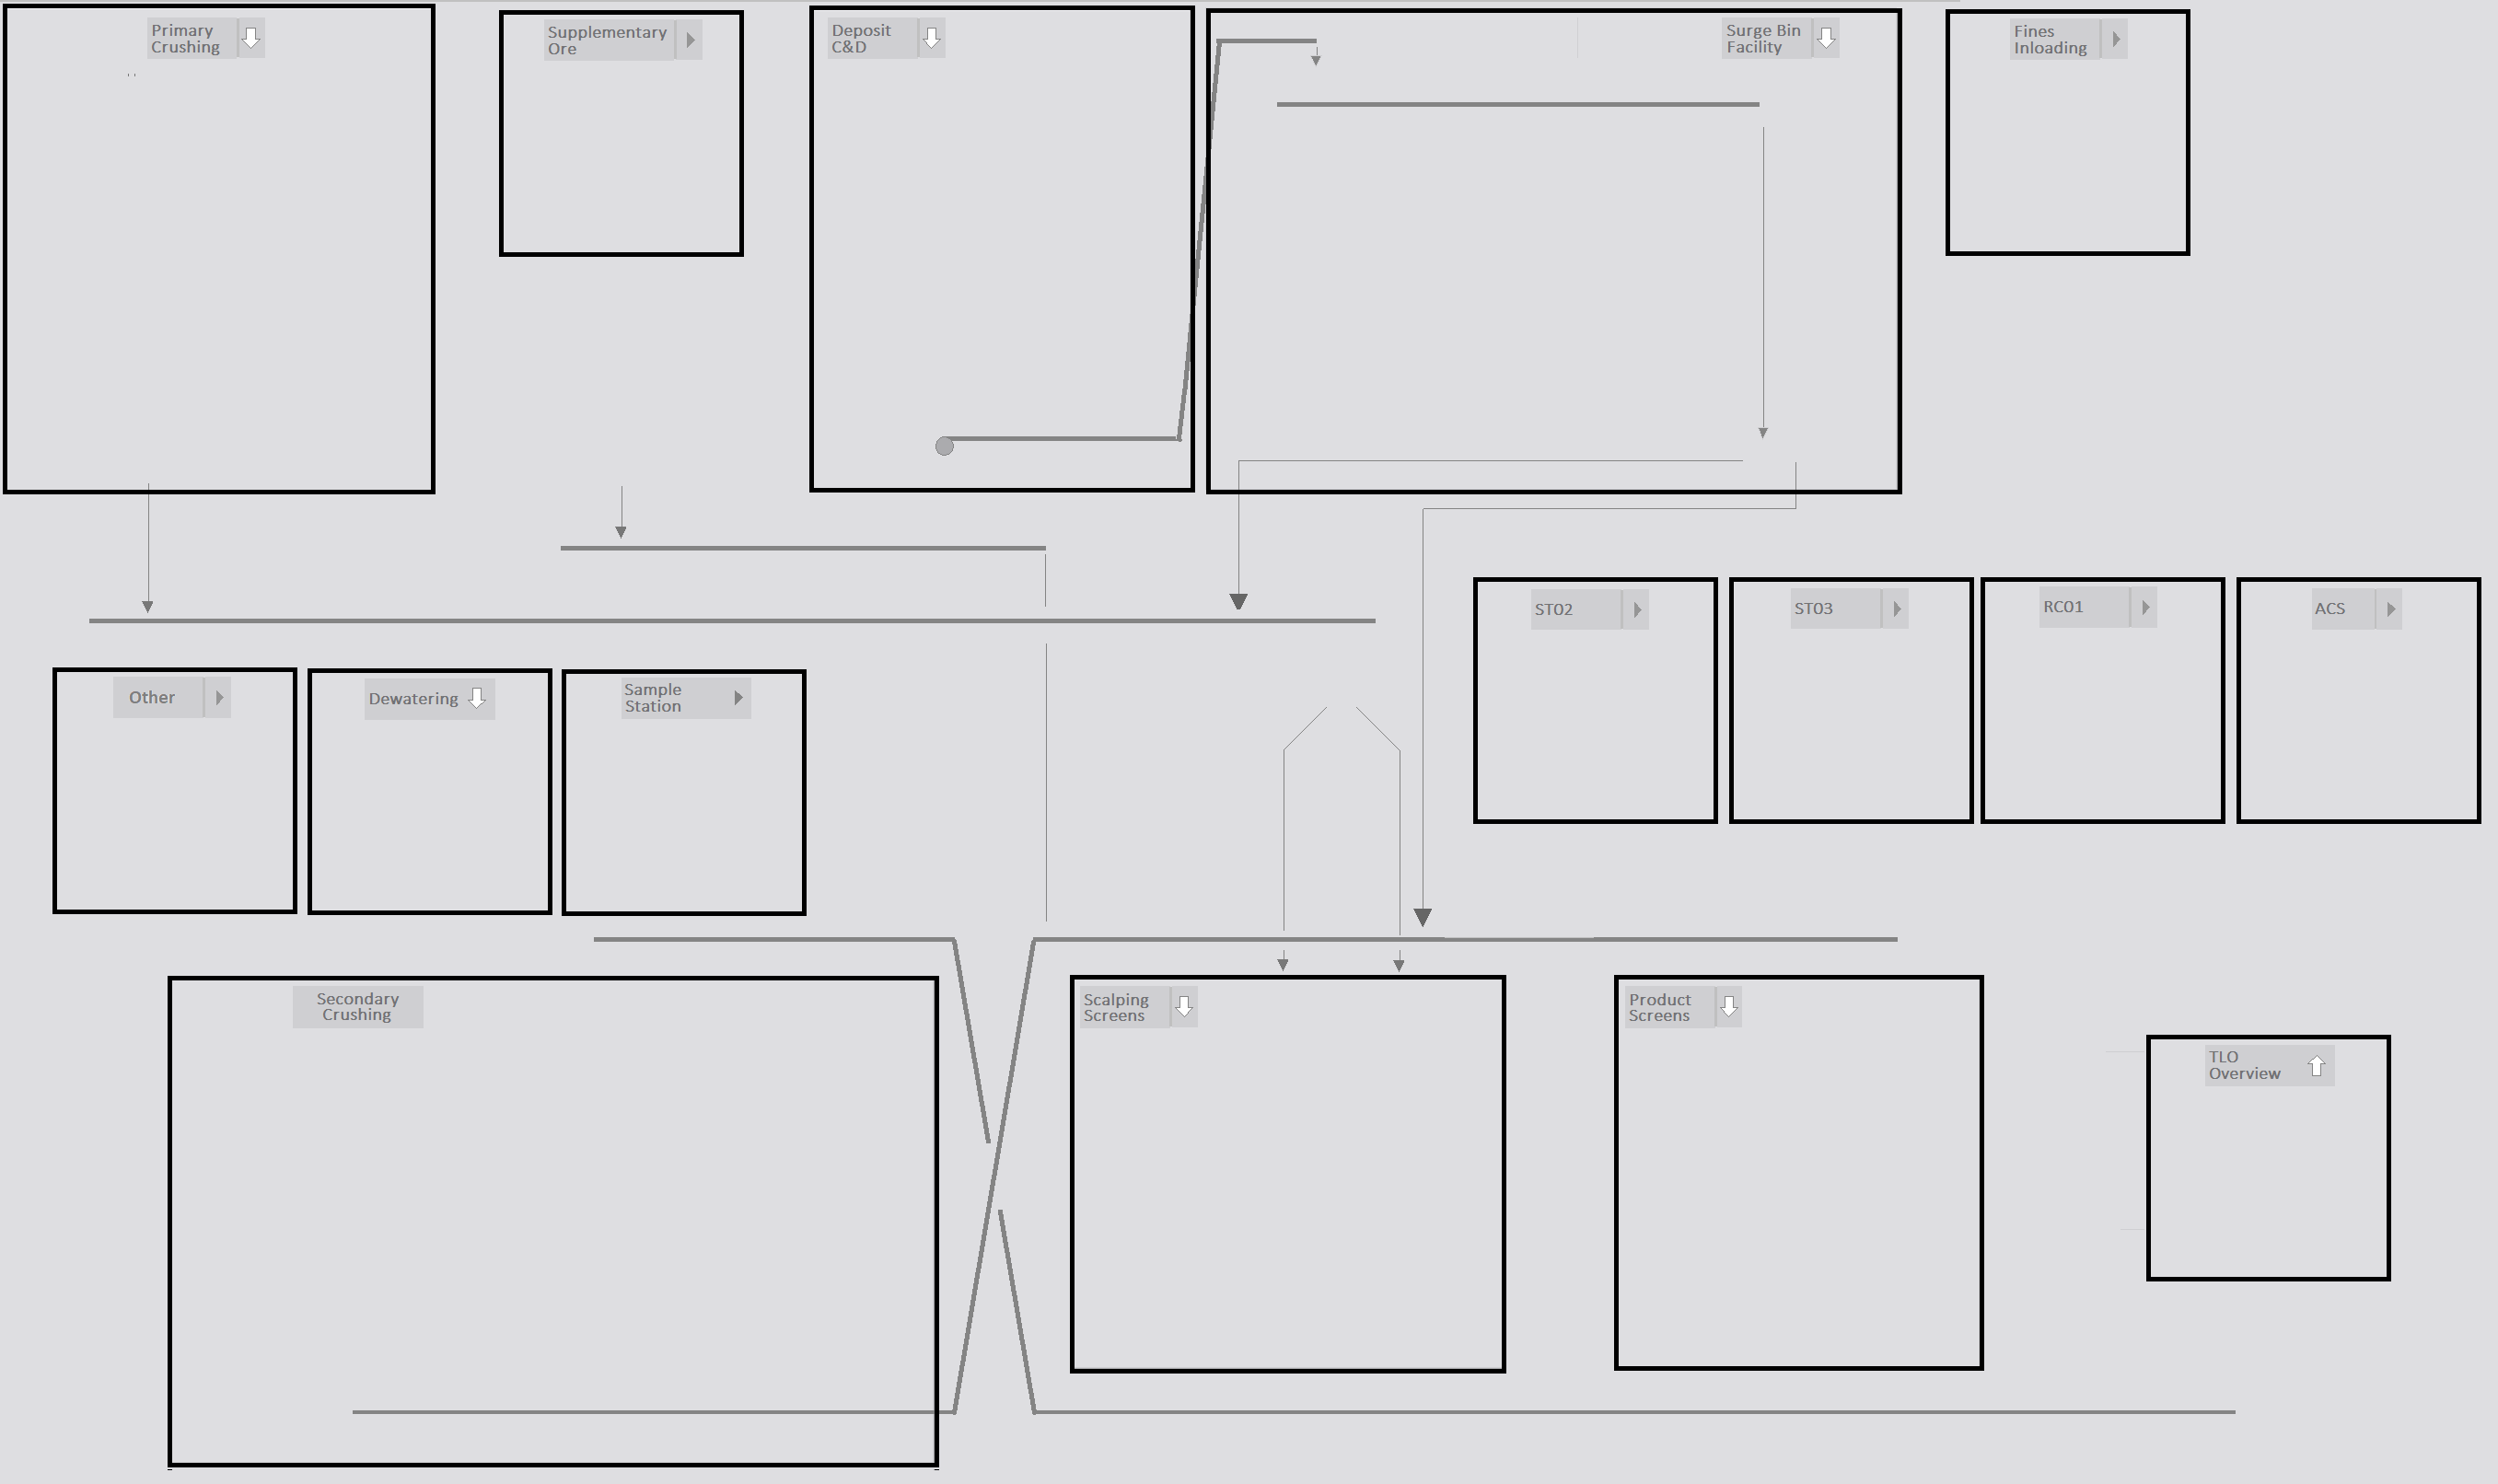 Primary
Crushing
Supplementary
Ore
Deposit
C&D
Surge Bin
Facility
Fines
Inloading
ST02
ST03
RC01
ACS
Other
Dewatering
Sample
Station
Secondary
Crushing
Scalping
Screens
Product
Screens
TLO
Overview